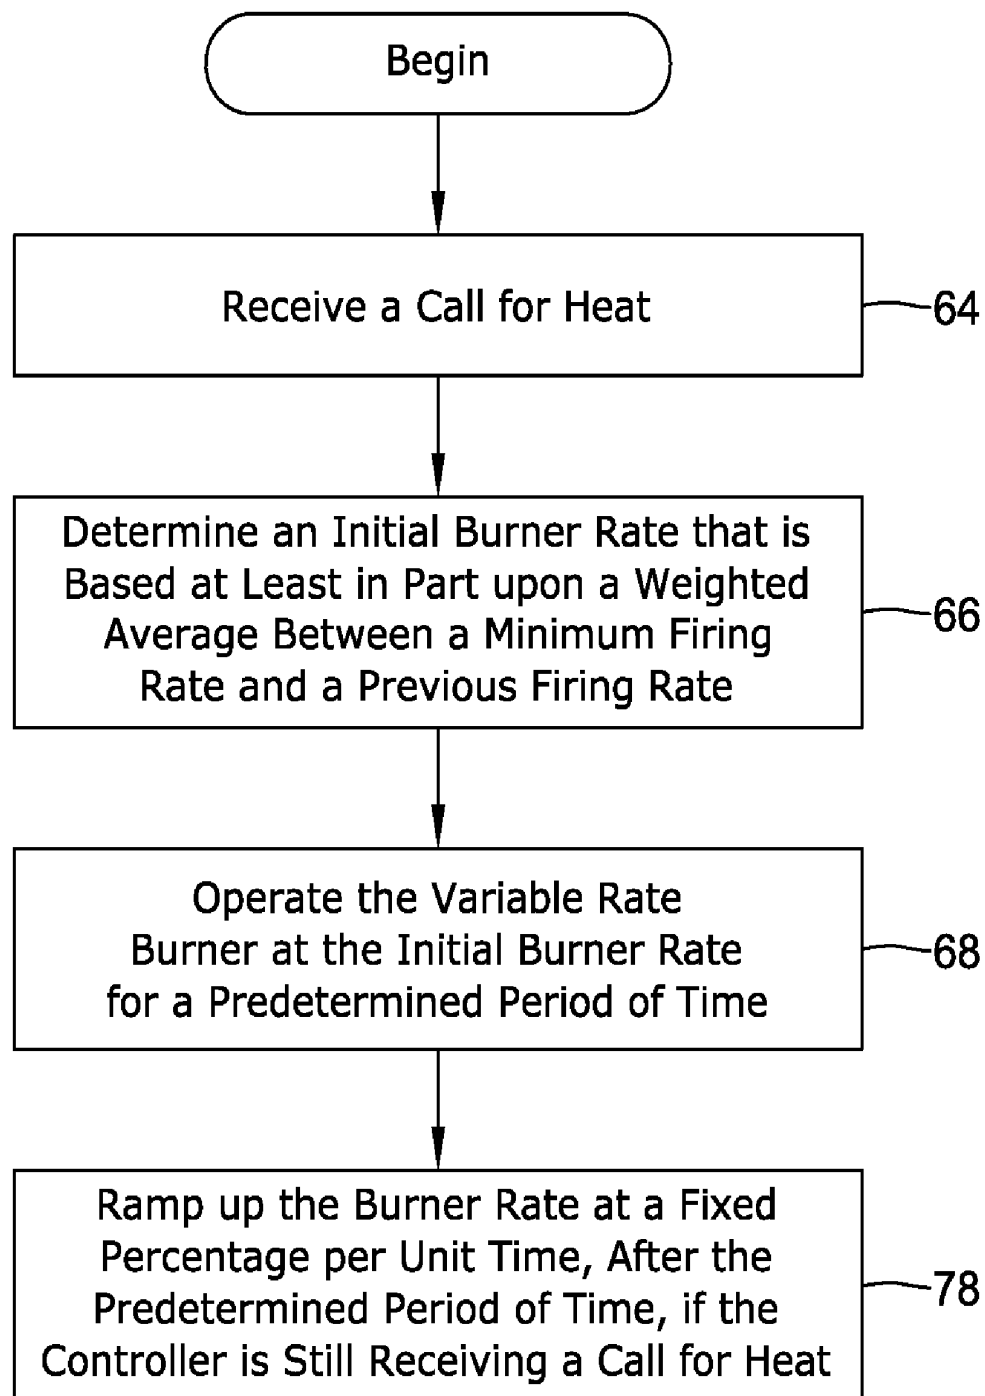 Begin
Receive a Call for Heat
64
Determine an Initial Burner Rate that is
Based at Least in Part upon a Weighted
Average Between a Minimum Firing
Rate and a Previous Firing Rate
66
Operate the Variable Rate
Burner at the Initial Burner Rate
for a Predetermined Period of Time
68
Ramp up the Burner Rate at a Fixed
Percentage per Unit Time, After the
Predetermined Period of Time, if the
Controller is Still Receiving a Call for Heat
78